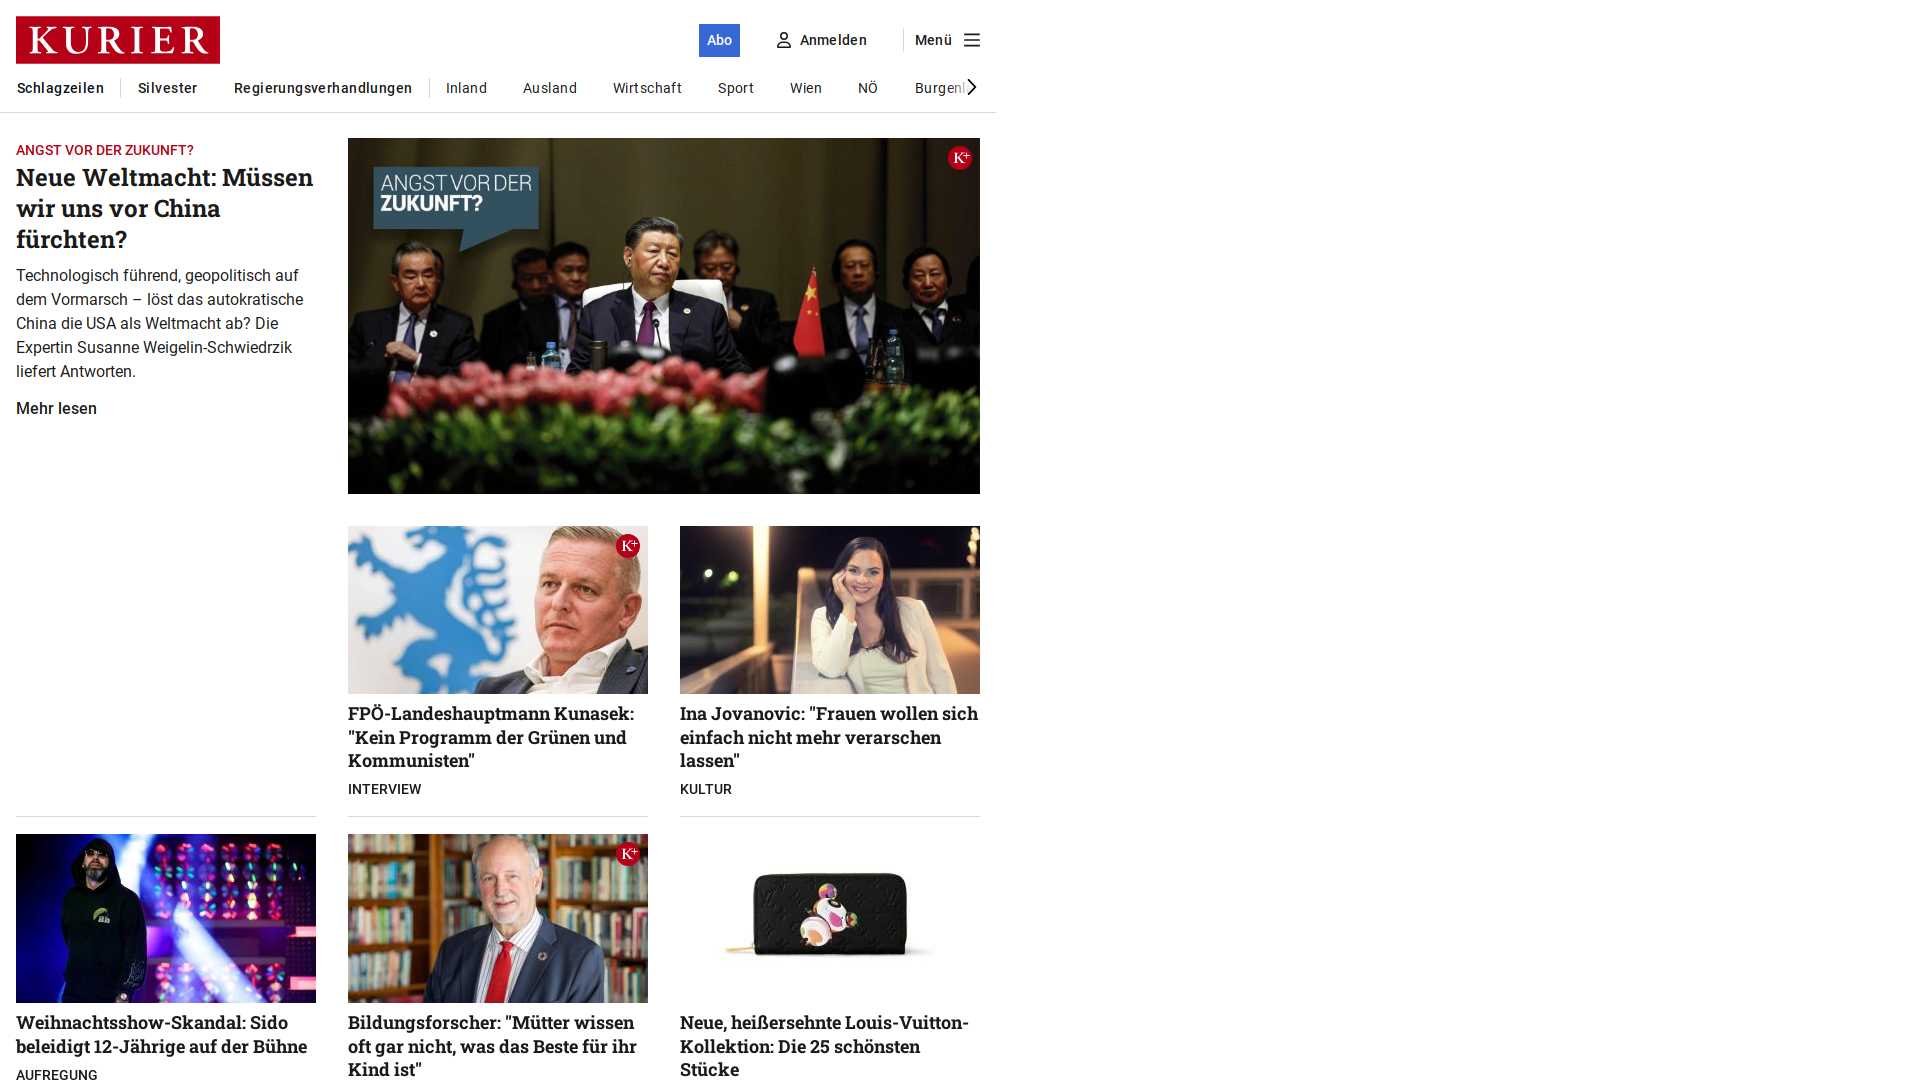 KURIER
Abo
Anmelden
Menü
Schlagzeilen
Silvester
Regierungsverhandlungen
Inland
Ausland
Wirtschaft
Sport
Wien
NÖ
ANGST VOR DER ZUKUNFT?
Neue Weltmacht: Müssen
wir uns vor China
fürchten?
Technologisch führend, geopolitisch auf
dem Vormarsch – löst das autokratische
China die USA als Weltmacht ab? Die
Expertin Susanne Weigelin-Schwiedrzik
liefert Antworten.
Mehr lesen
ANGST VOR DER
ZUKUNFT?
K+
K+
FPÖ-Landeshauptmann Kunasek:
"Kein Programm der Grünen und
Kommunisten"
INTERVIEW
Ina Jovanovic: "Frauen wollen sich
einfach nicht mehr verarschen
lassen"
KULTUR
Weihnachtsshow-Skandal: Sido
beleidigt 12-Jährige auf der Bühne
AUFREGUNG
K+
Bildungsforscher: "Mütter wissen
oft gar nicht, was das Beste für ihr
Kind ist"
Neue, heißersehnte Louis-Vuitton-
Kollektion: Die 25 schönsten
Stücke